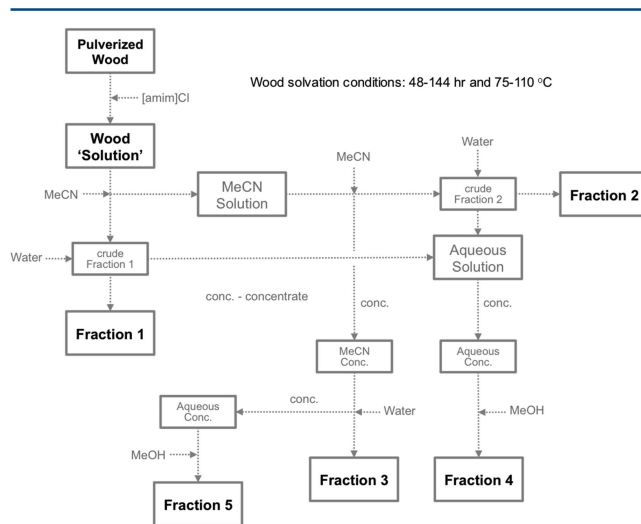 Pulverized
Wood
Wood solvation conditions: 48-144 hr and 75-110 °C
[amim]Cl
Wood
‘Solution’
MeCN
Water
MeCN
MeCN
Solution
crude
Fraction 2
Fraction 2
Water
crude
Fraction 1
Aqueous
Solution
conc. - concentrate
conc.
conc.
Fraction 1
MeCN
Conc.
Aqueous
Conc.
conc.
Aqueous
Conc.
Water
MeOH
MeOH
Fraction 3
Fraction 4
Fraction 5